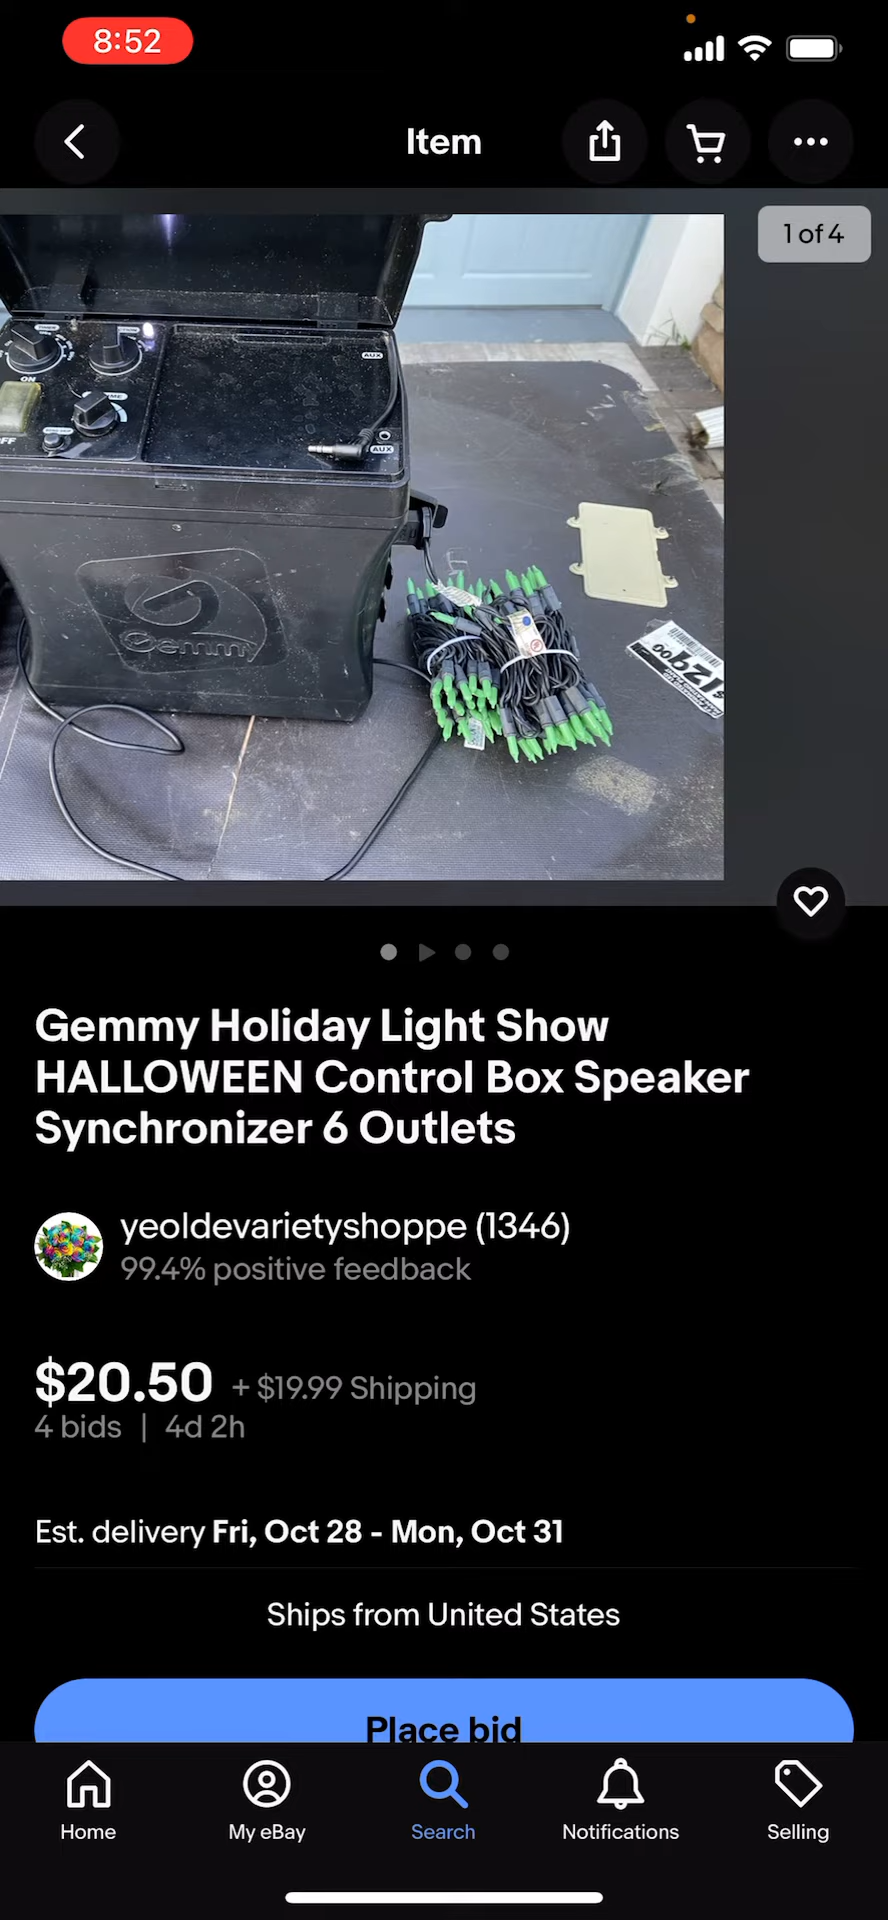 8:52
Item
1 of 4
ON
AUX
AUX
Gemmy
Gemmy Holiday Light Show
HALLOWEEN Control Box Speaker
Synchronizer 6 Outlets
yeoldevarietyshoppe (1346)
99.4% positive feedback
$20.50 + $19.99 Shipping
4 bids | 4d 2h
Est. delivery Fri, Oct 28 - Mon, Oct 31
Ships from United States
Place bid
Home
My eBay
Search
Notifications
Selling